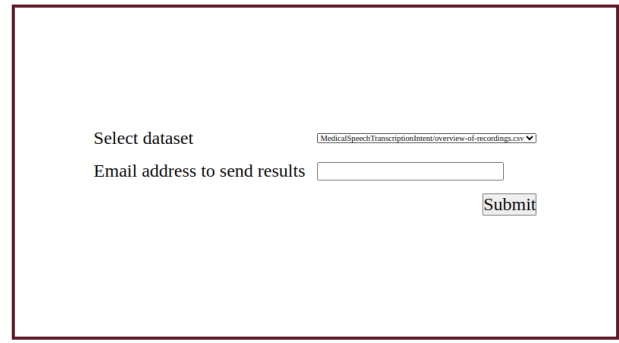 Select dataset MedicalSpeechTranscriptionIntent/overview-of-recordings.csv
Email address to send results
Submit